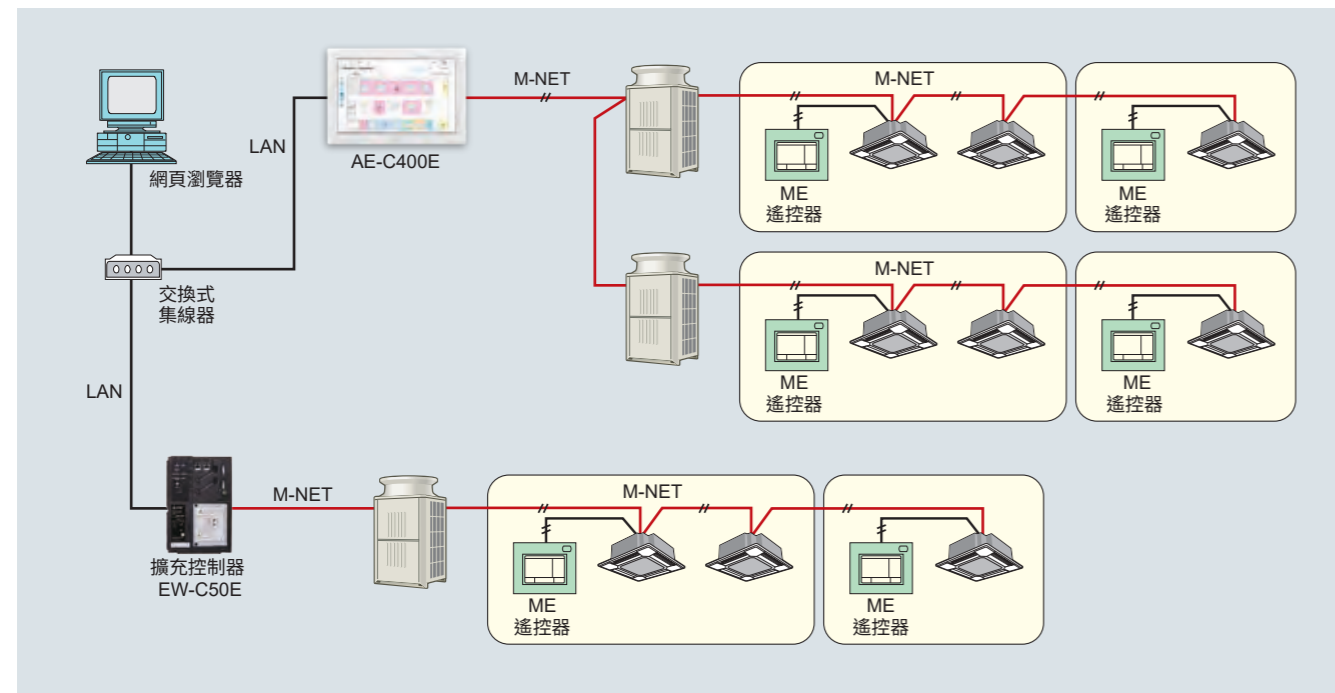 M-NET
M-NET
LAN
AE-C400E
網頁瀏覽器
ME
遙控器
ME
遙控器
M-NET
交換式
集線器
ME
遙控器
ME
遙控器
LAN
M-NET
M-NET
擴充控制器
EW-C50E
ME
遙控器
ME
遙控器